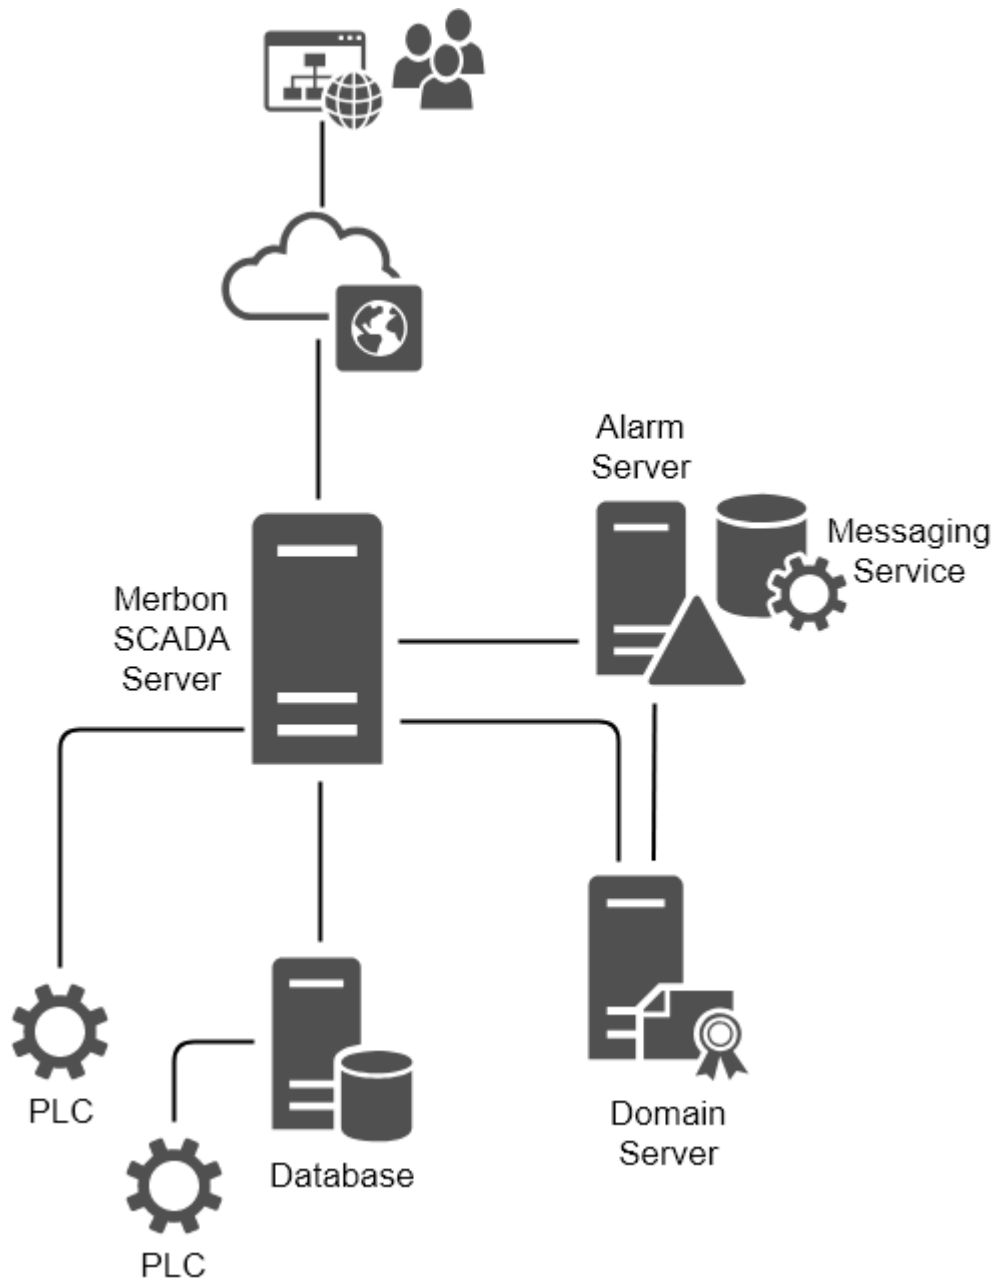 Alarm
Server
Messaging
Service
Merbon
SCADA
Server
PLC
Domain
Server
Database
PLC